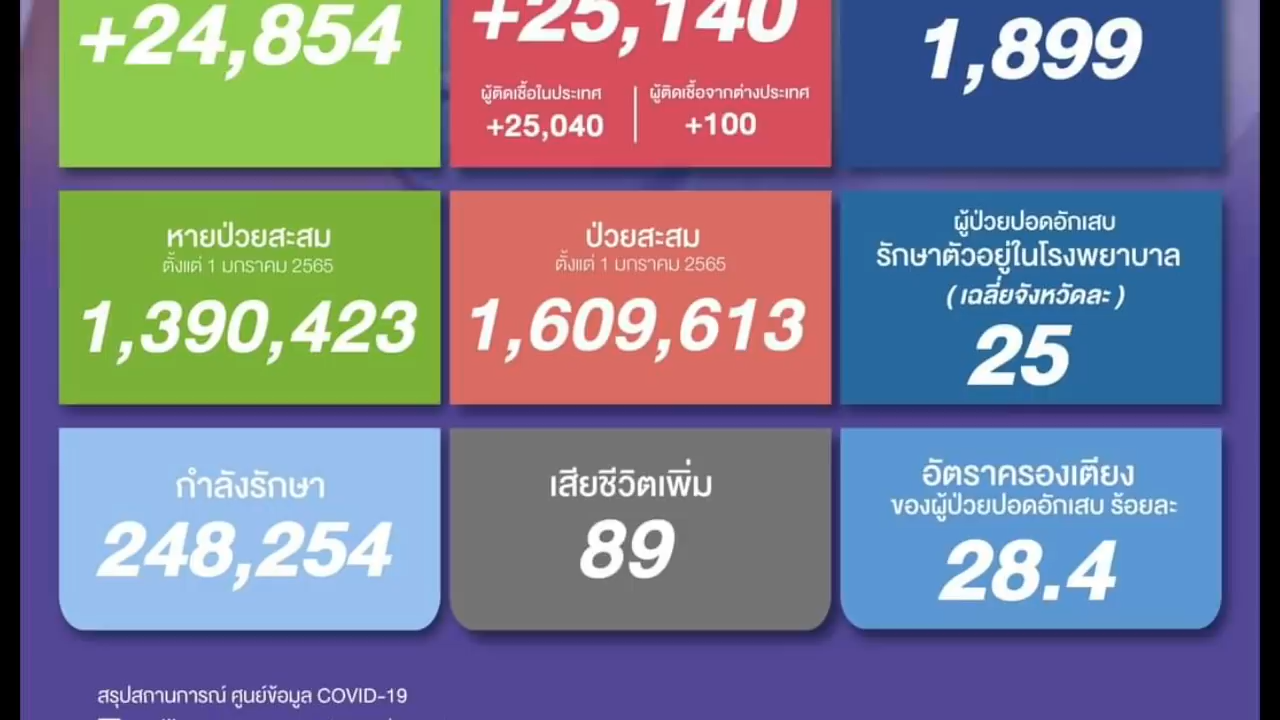 +24,854
+25,140
1,899
ผู้ติดเชื้อในประเทศ
+25,040
ผู้ติดเชื้อจากต่างประเทศ
+100
หายป่วยสะสม
ตั้งแต่ 1 มกราคม 2565
1,390,423
ป่วยสะสม
ตั้งแต่ 1 มกราคม 2565
1,609,613
ผู้ป่วยปอดอักเสบ
รักษาตัวอยู่ในโรงพยาบาล
( เฉลี่ยจังหวัดละ )
25
กำลังรักษา
248,254
เสียชีวิตเพิ่ม
89
อัตราครองเตียง
ของผู้ป่วยปอดอักเสบ ร้อยละ
28.4
สรุปสถานการณ์ ศูนย์ข้อมูล COVID-19